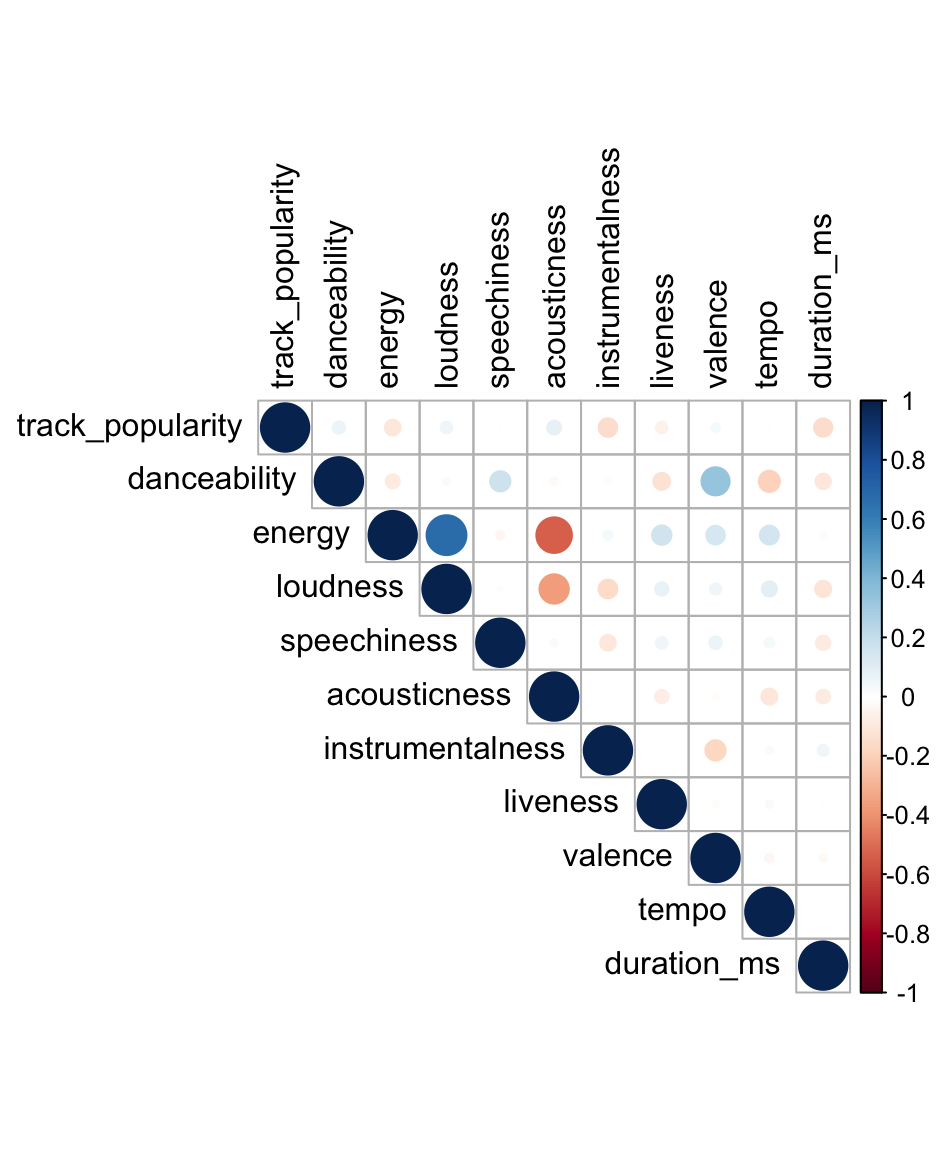 track_popularity
danceability
energy
loudness
speechiness
acousticness
instrumentalness
liveness
valence
tempo
duration_ms
track_popularity
danceability
energy
loudness
speechiness
acousticness
instrumentalness
liveness
valence
tempo
duration_ms
1
0.8
0.6
0.4
0.2
0
-0.2
-0.4
-0.6
-0.8
-1